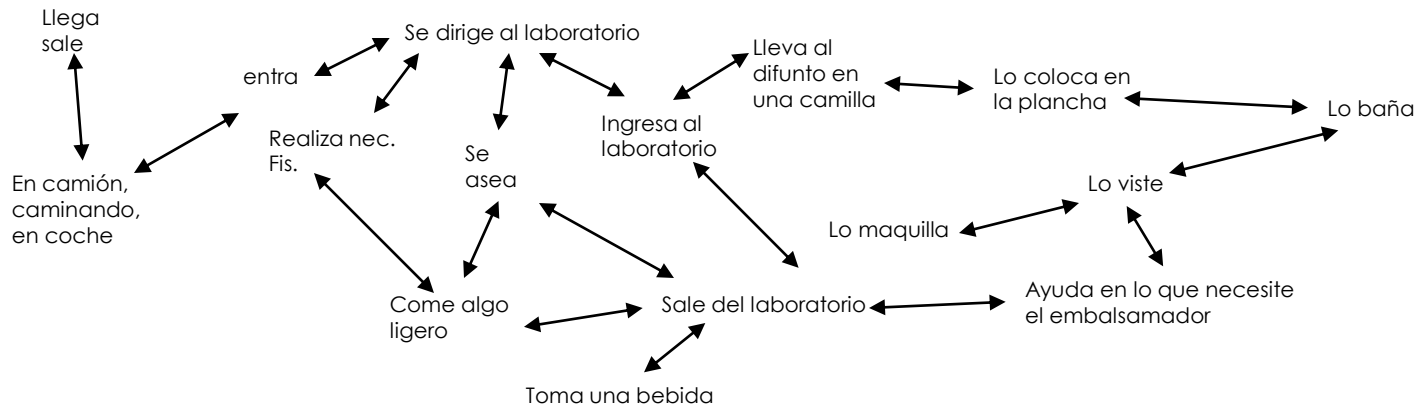 Llega
sale
Se dirige al laboratorio
entra
Lleva al
difunto en
una camilla
Lo coloca en
la plancha
Lo baña
Realiza nec.
Fis.
Se
asea
Ingresa al
laboratorio
En camión,
caminando,
en coche
Lo viste
Lo maquilla
Come algo
ligero
Sale del laboratorio
Ayuda en lo que necesite
el embalsamador
Toma una bebida